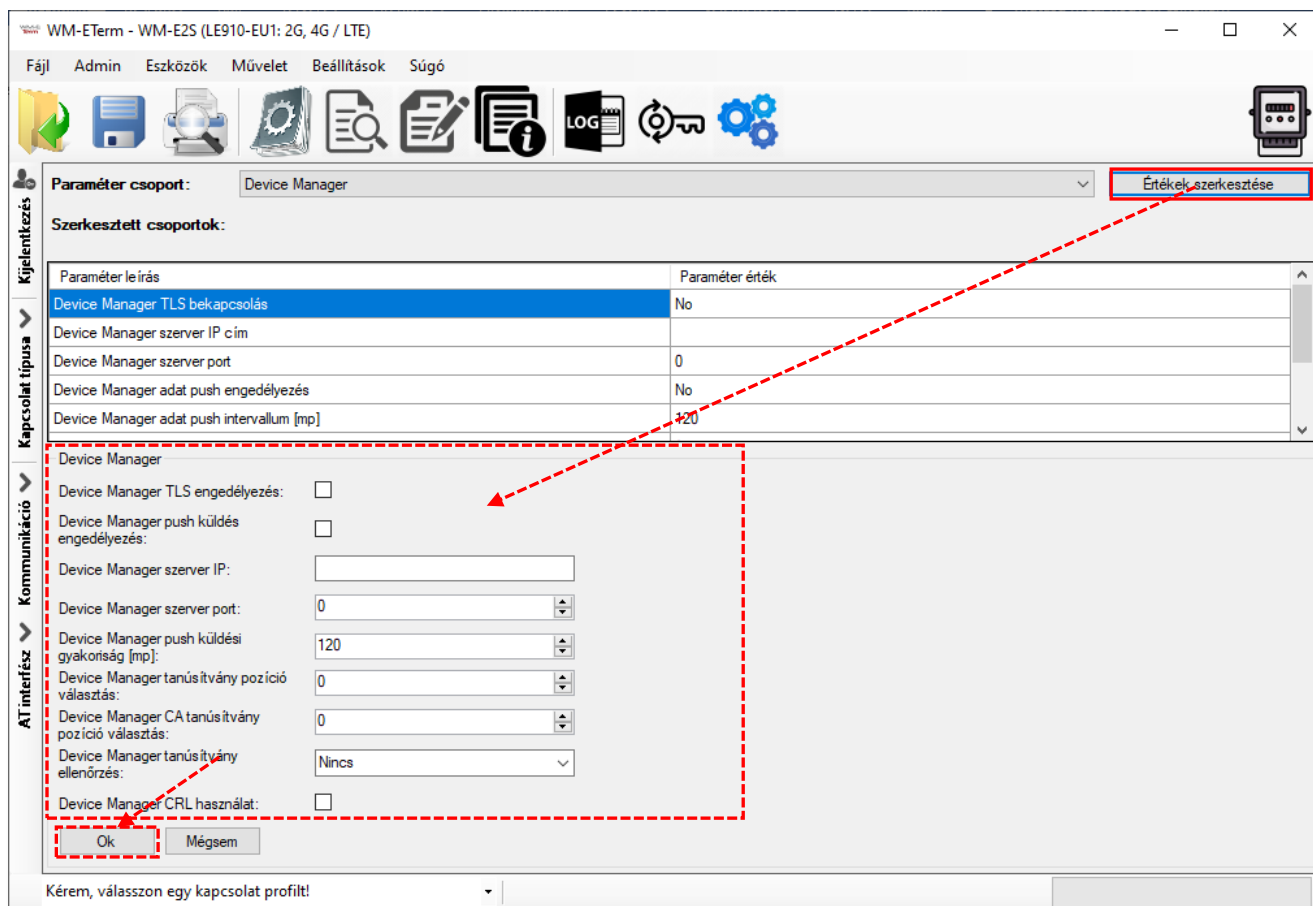 WM-ETerm - WM-E2S (LE910-EU1: 2G, 4G / LTE)
Fájl Admin Eszközök Művelet Beállítások Súgó
LOG
Kijelentkezés
Kapcsolat típusa
Kommunikáció
AT interfész
Paraméter csoport: Device Manager Értékek szerkesztése
Szerkesztett csoportok:
Paraméter leírás Paraméter érték
Device Manager TLS bekapcsolás No
Device Manager szerver IP cím
Device Manager szerver port 0
Device Manager adat push engedélyezés No
Device Manager adat push intervallum [mp] 120
Device Manager
Device Manager TLS engedélyezés:
Device Manager push küldés
engedélyezés:
Device Manager szerver IP:
Device Manager szerver port: 0
Device Manager push küldési
gyakoriság [mp]: 120
Device Manager tanúsítvány pozíció
választás: 0
Device Manager CA tanúsítvány
pozíció választás: 0
Device Manager tanúsítvány
ellenőrzés: Nincs
Device Manager CRL használat:
Ok Mégsem
Kérem, válasszon egy kapcsolat profilt!